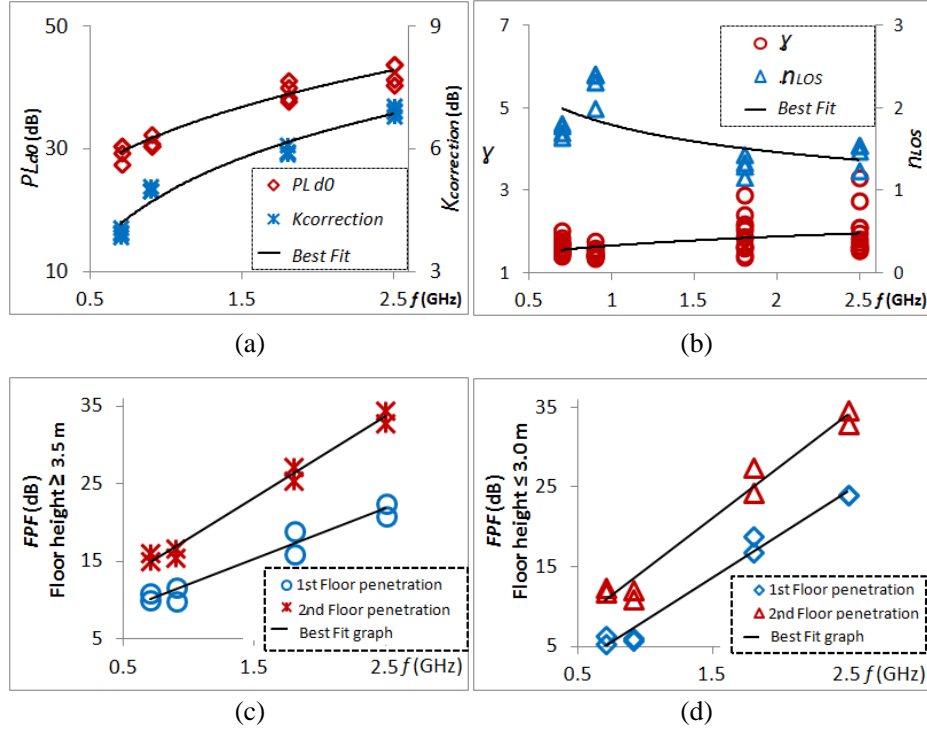 50
30
10
PLd0 (dB)
9
6
3
Kcorrection (dB)
PL d0
Kcorrection
Best Fit
0.5
1.5
2.5
f (GHz)
(a)
7
5
3
1
ɣ
3
2
1
0
nLOS
ɣ
.nLOS
Best Fit
0.5
1
1.5
2
2.5
f (GHz)
(b)
35
25
15
5
FPF (dB)
Floor height ≥ 3.5 m
1st Floor penetration
2nd Floor penetration
Best Fit graph
0.5
1.5
2.5
f (GHz)
(c)
35
25
15
5
FPF (dB)
Floor height ≤ 3.0 m
1st Floor penetration
2nd Floor penetration
Best Fit graph
0.5
1.5
2.5
f (GHz)
(d)